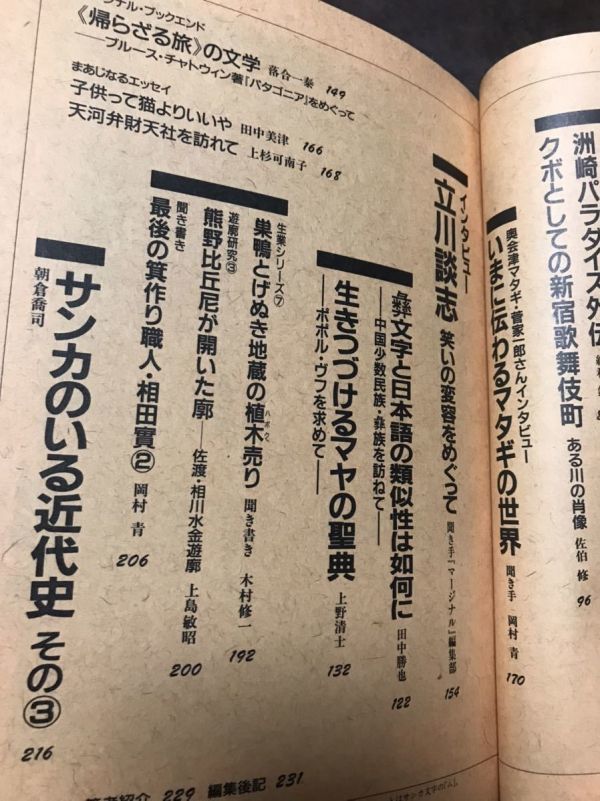 洲崎パラダイス外伝
クボとしての新宿歌舞伎町 ある川の肖像 佐伯 修 96
奥会津マタギ・菅家一郎さんインタビュー
いまに伝わるマタギの世界 聞き手 岡村 青 170
ナル・ブックエンド
《帰らざる旅》の文学 落合一泰 149
―ブルース・チャトウィン著『パタゴニア』をめぐって
まあじなるエッセイ
子供って猫よりいいや 田中美津 166
天河弁財天社を訪れて 上杉可南子 168
インタビュー
立川談志 笑いの変容をめぐって 聞き手『マージナル』編集部 154
彝文字と日本語の類似性は如何に 田中勝也 122
―中国少数民族・彝族を訪ねて―
生きつづけるマヤの聖典 上野清士 132
―ポポル・ヴフを求めて―
生業シリーズ⑦
巣鴨とげぬき地蔵の植木売り 聞き書き 木村修一 192
ハボク
遊廓研究③
熊野比丘尼が開いた廓 ―佐渡・相川水金遊廓 上島敏昭 200
聞き書き
最後の箕作り職人・相田實② 岡村 青 206
サンカのいる近代史 その③ 216
朝倉喬司
筆者紹介 229 編集後記 231